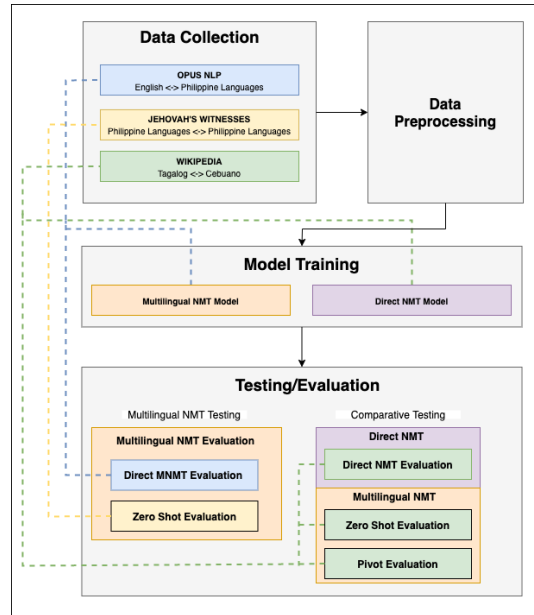 Data Collection
OPUS NLP
English <-> Philippine Languages
JEHOVAH'S WITNESSES
Philippine Languages <-> Philippine Languages
WIKIPEDIA
Tagalog <-> Cebuano
Data
Preprocessing
Model Training
Multilingual NMT Model
Direct NMT Model
Testing/Evaluation
Multilingual NMT Testing
Multilingual NMT Evaluation
Direct MNMT Evaluation
Zero Shot Evaluation
Comparative Testing
Direct NMT
Direct NMT Evaluation
Multilingual NMT
Zero Shot Evaluation
Pivot Evaluation